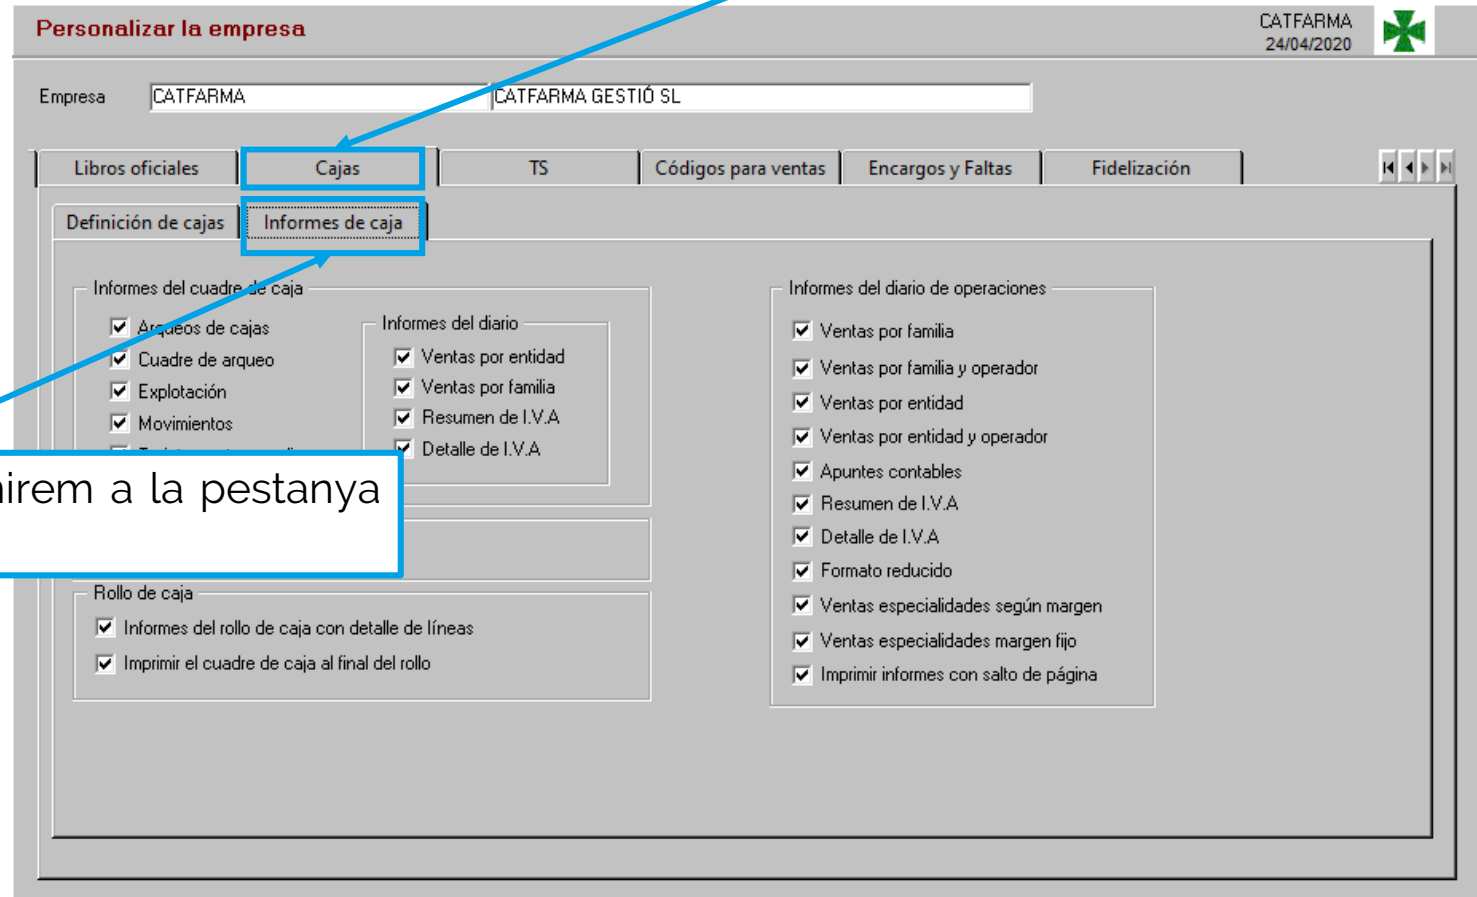 Personalizar la empresa
CATFARMA
24/04/2020
Empresa CATFARMA CATFARMA GESTIÓ SL
Libros oficiales Cajas TS Códigos para ventas Encargos y Faltas Fidelización
Definición de cajas Informes de caja
Informes del cuadre de caja
Arqueos de cajas
Cuadre de arqueo
Explotación
Movimientos
Informes del diario
Ventas por entidad
Ventas por familia
Resumen de I.V.A
Detalle de I.V.A
a la pestanya
Rollo de caja
Informes del rollo de caja con detalle de líneas
Imprimir el cuadre de caja al final del rollo
Informes del diario de operaciones
Ventas por familia
Ventas por familia y operador
Ventas por entidad
Ventas por entidad y operador
Apuntes contables
Resumen de I.V.A
Detalle de I.V.A
Formato reducido
Ventas especialidades según margen
Ventas especialidades margen fijo
Imprimir informes con salto de página